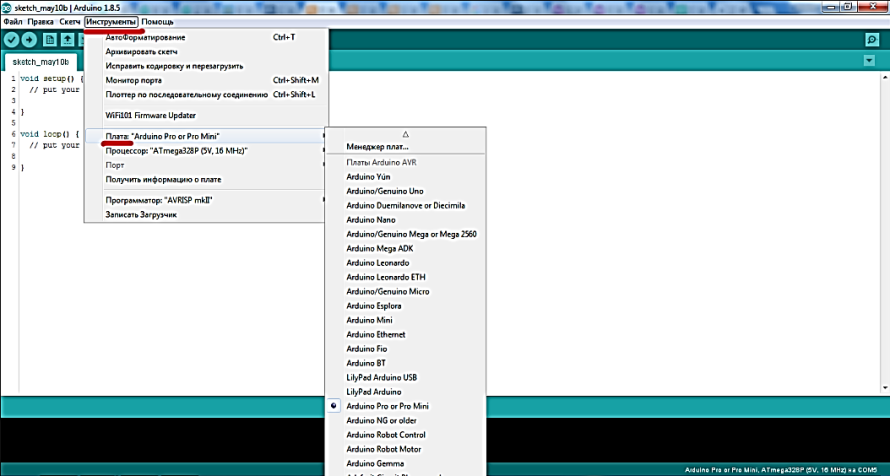 sketch_may10b | Arduino 1.8.5
Файл Правка Скетч Инструменты Помощь
АвтоФорматирование Ctrl+T
Архивировать скетч
Исправить кодировку и перезагрузить
Монитор порта Ctrl+Shift+M
Плоттер по последовательному соединению Ctrl+Shift+L
WiFi101 Firmware Updater
Плата: "Arduino Pro or Pro Mini"
Процессор: "ATmega328P (5V, 16 MHz)"
Порт
Получить информацию о плате
Программатор: "AVRISP mkII"
Записать Загрузчик
sketch_may10b
1 void setup() {
2 // put your
3
4 }
5
6 void loop() {
7 // put your
8
9 }
Менеджер плат...
Платы Arduino AVR
Arduino Yún
Arduino/Genuino Uno
Arduino Duemilanove or Diecimila
Arduino Nano
Arduino/Genuino Mega or Mega 2560
Arduino Mega ADK
Arduino Leonardo
Arduino Leonardo ETH
Arduino/Genuino Micro
Arduino Esplora
Arduino Mini
Arduino Ethernet
Arduino Fio
Arduino BT
LilyPad Arduino USB
LilyPad Arduino
Arduino Pro or Pro Mini
Arduino NG or older
Arduino Robot Control
Arduino Robot Motor
Arduino Gemma
Arduino Pro or Pro Mini, ATmega328P (5V, 16 MHz) на COM5